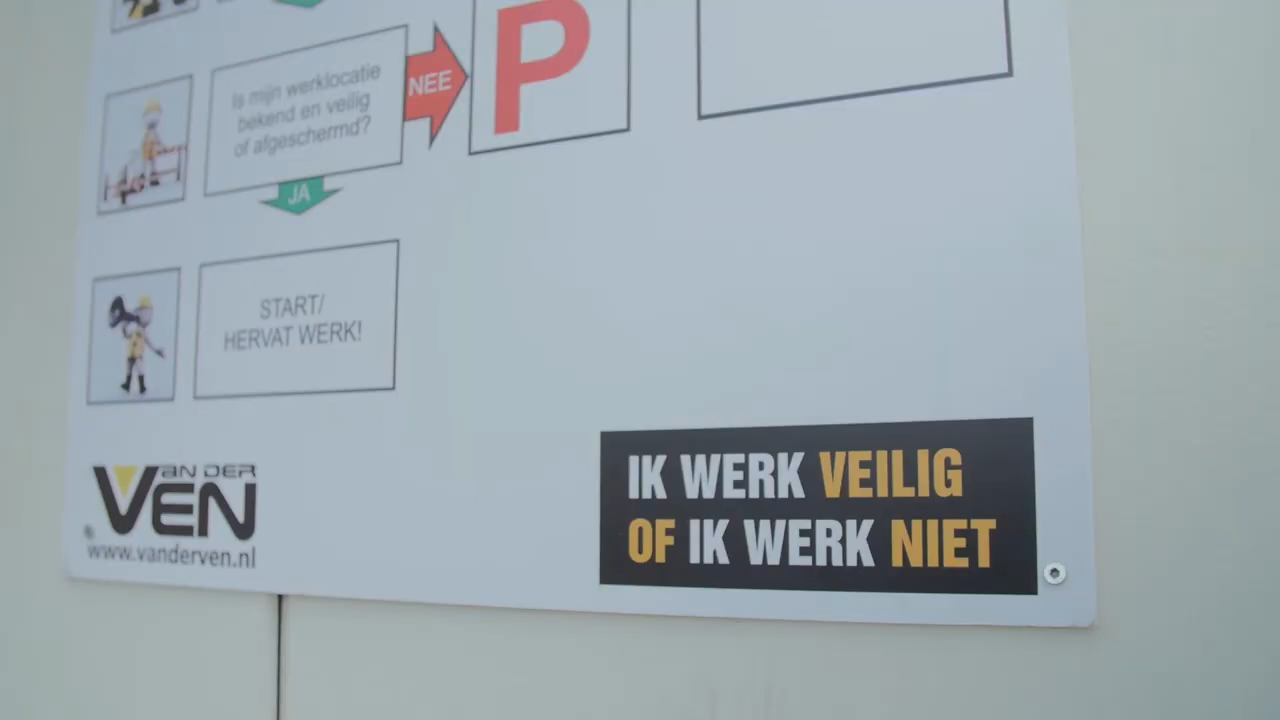 Is mijn werklocatie
bekend en veilig
of afgeschermd?
NEE
P
JA
START/
HERVAT WERK!
VAN DER
VEN
www.vanderven.nl
IK WERK VEILIG
OF IK WERK NIET